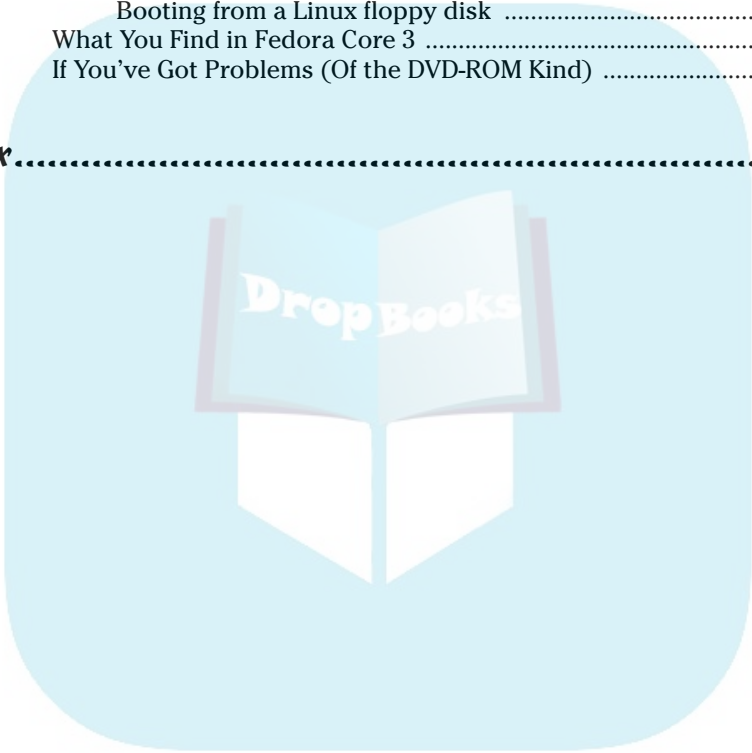 Booting from a Linux floppy disk ..............................
What You Find in Fedora Core 3 ..............................
If You’ve Got Problems (Of the DVD-ROM Kind) ..............................
DropBooks